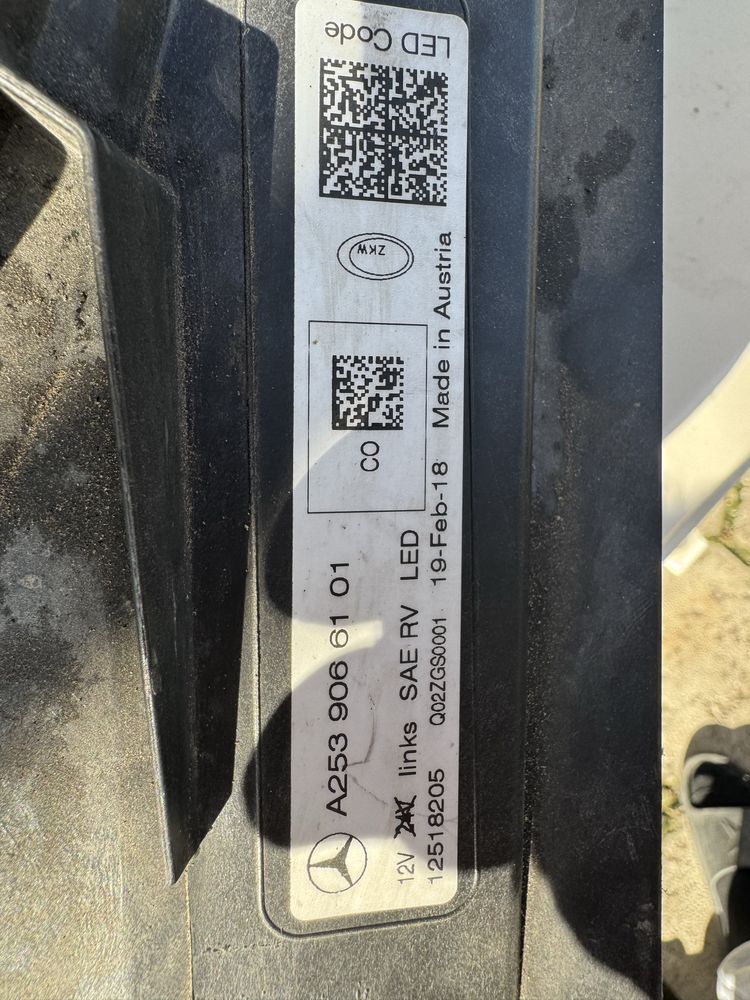 A253 906 61 01
12V 24V links SAE RV LED
12518205 Q02ZGS0001 19-Feb-18 Made in Austria
CO
ZKW
LED Code